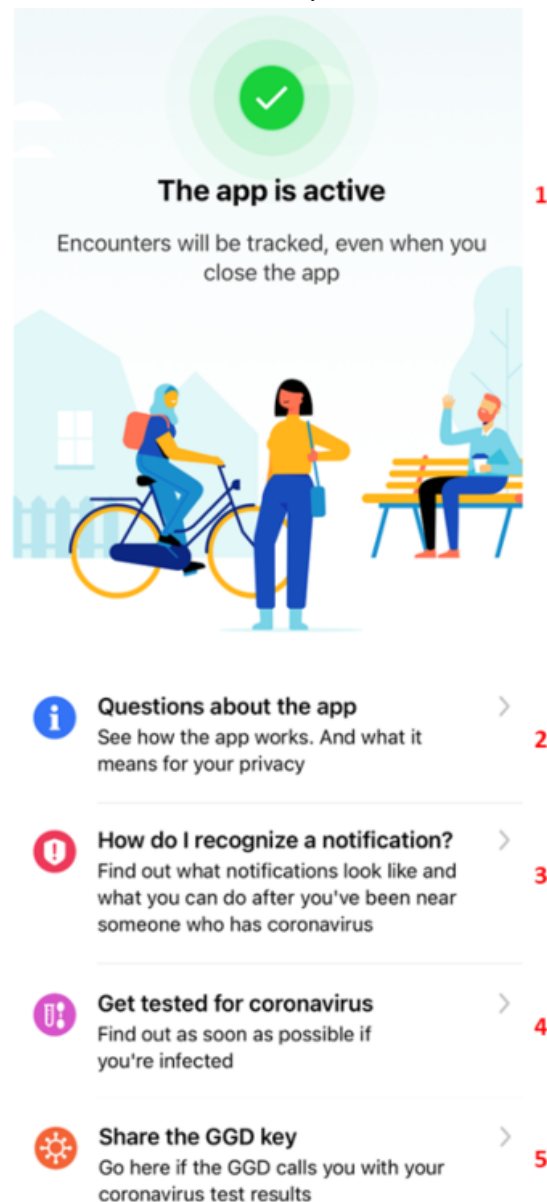 The app is active
1
Encounters will be tracked, even when you
close the app
Questions about the app
See how the app works. And what it
means for your privacy
2
How do I recognize a notification?
Find out what notifications look like and
what you can do after you've been near
someone who has coronavirus
3
Get tested for coronavirus
Find out as soon as possible if
you're infected
4
Share the GGD key
Go here if the GGD calls you with your
coronavirus test results
5